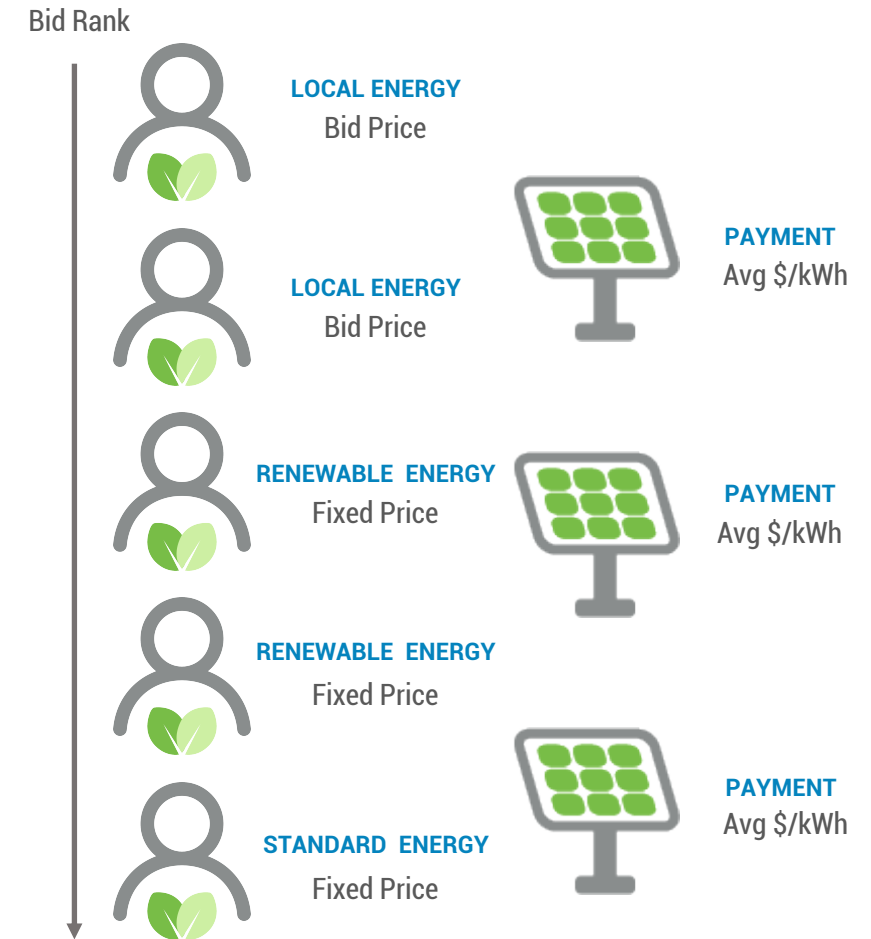 Bid Rank
LOCAL ENERGY
Bid Price
PAYMENT
Avg $/kWh
LOCAL ENERGY
Bid Price
RENEWABLE ENERGY
Fixed Price
PAYMENT
Avg $/kWh
RENEWABLE ENERGY
Fixed Price
PAYMENT
Avg $/kWh
STANDARD ENERGY
Fixed Price